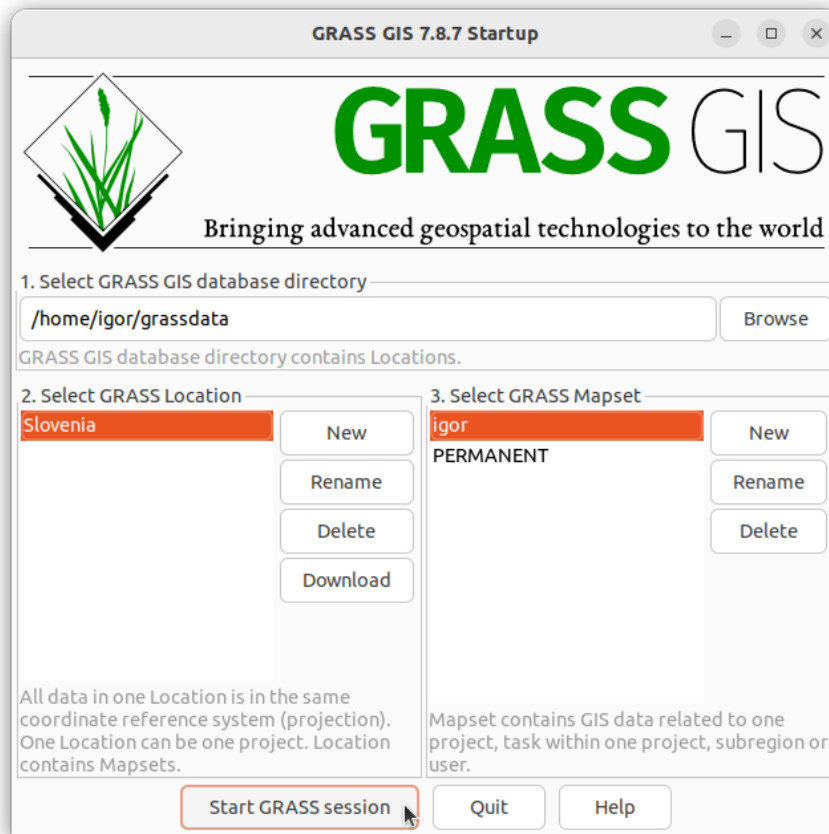 GRASS GIS 7.8.7 Startup
GRASS GIS
Bringing advanced geospatial technologies to the world
1. Select GRASS GIS database directory
/home/igor/grassdata
Browse
GRASS GIS database directory contains Locations.
2. Select GRASS Location
Slovenia
New
Rename
Delete
Download
All data in one Location is in the same
coordinate reference system (projection).
One Location can be one project. Location
contains Mapsets.
3. Select GRASS Mapset
igor
PERMANENT
New
Rename
Delete
Mapset contains GIS data related to one
project, task within one project, subregion or
user.
Start GRASS session
Quit
Help